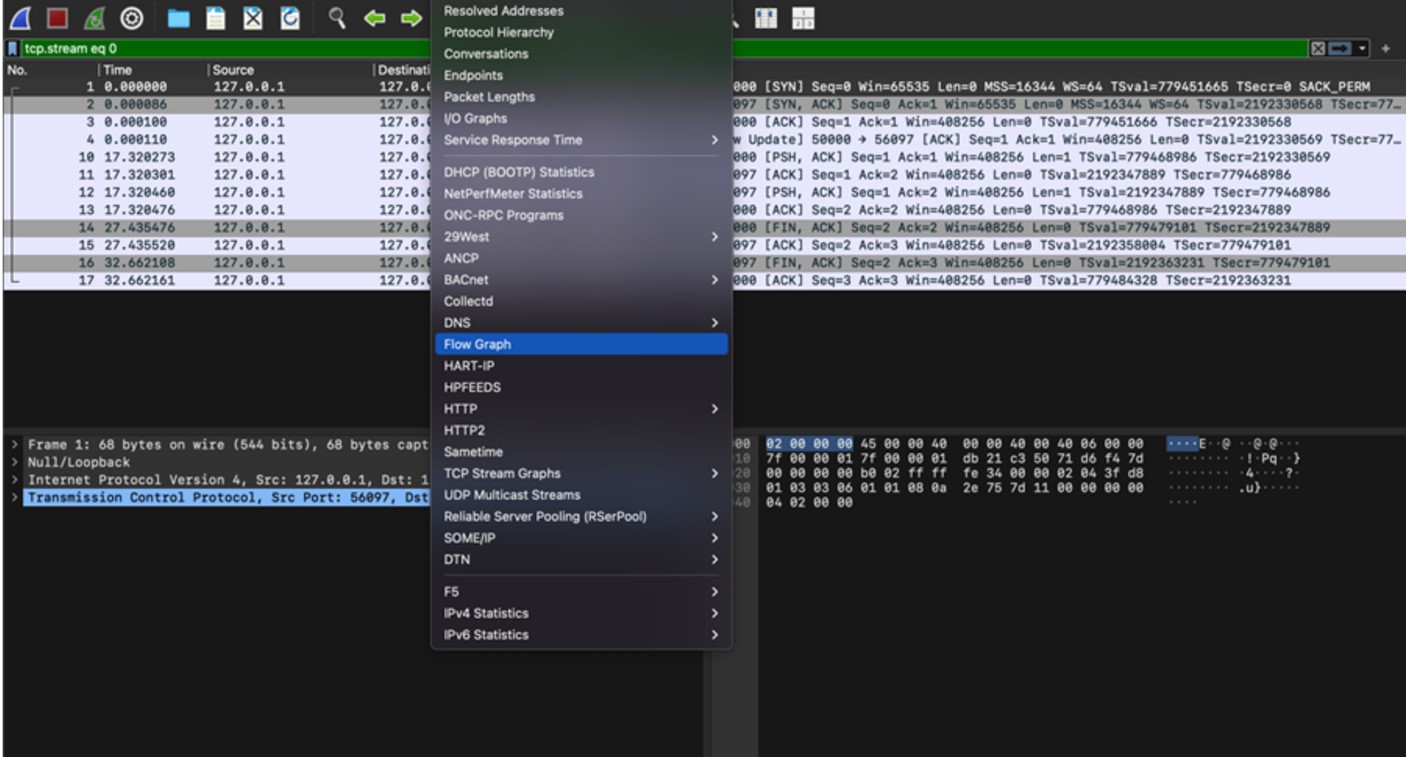 Resolved Addresses
Protocol Hierarchy
tcp.stream eq 0
Conversations
No. Time Source Destinati
Endpoints
1 0.000000 127.0.0.1 127.0. 000 [SYN] Seq=0 Win=65535 Len=0 MSS=16344 WS=64 TSval=779451665 TSecr=0 SACK_PERM
Packet Lengths
2 0.000086 127.0.0.1 127.0. 097 [SYN, ACK] Seq=0 Ack=1 Win=65535 Len=0 MSS=16344 WS=64 TSval=2192330568 TSecr=77…
I/O Graphs
3 0.000100 127.0.0.1 127.0. 000 [ACK] Seq=1 Ack=1 Win=408256 Len=0 TSval=779451666 TSecr=2192330568
Service Response Time
4 0.000110 127.0.0.1 127.0. w Update] 50000 → 56097 [ACK] Seq=1 Ack=1 Win=408256 Len=0 TSval=2192330569 TSecr=77…
10 17.320273 127.0.0.1 127.0. 000 [PSH, ACK] Seq=1 Ack=1 Win=408256 Len=1 TSval=779468986 TSecr=2192330569
DHCP (BOOTP) Statistics
11 17.320301 127.0.0.1 127.0. 097 [ACK] Seq=1 Ack=2 Win=408256 Len=0 TSval=2192347889 TSecr=779468986
NetPerfMeter Statistics
12 17.320460 127.0.0.1 127.0. 097 [PSH, ACK] Seq=1 Ack=2 Win=408256 Len=1 TSval=2192347889 TSecr=779468986
ONC-RPC Programs
13 17.320476 127.0.0.1 127.0. 000 [ACK] Seq=2 Ack=2 Win=408256 Len=0 TSval=779468986 TSecr=2192347889
29West
14 27.435476 127.0.0.1 127.0. 000 [FIN, ACK] Seq=2 Ack=2 Win=408256 Len=0 TSval=779479101 TSecr=2192347889
15 27.435520 127.0.0.1 127.0. 097 [ACK] Seq=2 Ack=3 Win=408256 Len=0 TSval=2192358004 TSecr=779479101
ANCP
16 32.662108 127.0.0.1 127.0. 097 [FIN, ACK] Seq=2 Ack=3 Win=408256 Len=0 TSval=2192363231 TSecr=779479101
BACnet
17 32.662161 127.0.0.1 127.0. 000 [ACK] Seq=3 Ack=3 Win=408256 Len=0 TSval=779484328 TSecr=2192363231
Collectd
DNS
Flow Graph
HART-IP
HPFEEDS
HTTP
HTTP2
Sametime
TCP Stream Graphs
UDP Multicast Streams
Reliable Server Pooling (RSerPool)
SOME/IP
DTN
F5
IPv4 Statistics
IPv6 Statistics
Frame 1: 68 bytes on wire (544 bits), 68 bytes capt
Null/Loopback
Internet Protocol Version 4, Src: 127.0.0.1, Dst: 1
Transmission Control Protocol, Src Port: 56097, Dst
00 02 00 00 00 45 00 00 40 00 00 40 00 40 06 00 00 ····E··@ ··@·@···
10 7f 00 00 01 7f 00 00 01 db 21 c3 50 71 d6 f4 7d ········ ·!·Pq··}
20 00 00 00 00 b0 02 ff ff fe 34 00 00 02 04 3f d8 ········ ·4····?·
30 01 03 03 06 01 01 08 0a 2e 75 7d 11 00 00 00 00 ········ .u}·····
40 04 02 00 00 ····